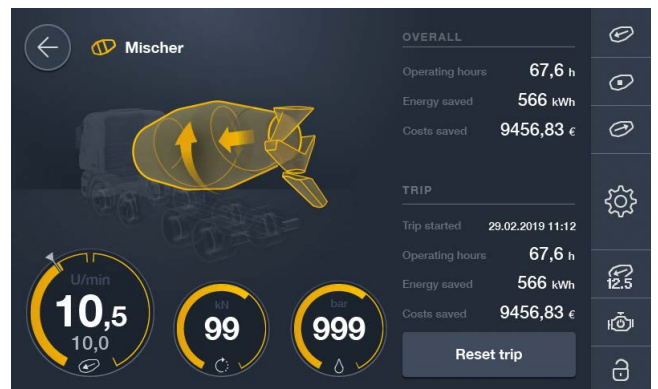 Mischer
U/min
10,5
10,0
kN
99
bar
999
OVERALL
Operating hours 67,6 h
Energy saved 566 kWh
Costs saved 9456,83 €
TRIP
Trip started 29.02.2019 11:12
Operating hours 67,6 h
Energy saved 566 kWh
Costs saved 9456,83 €
Reset trip
12.5